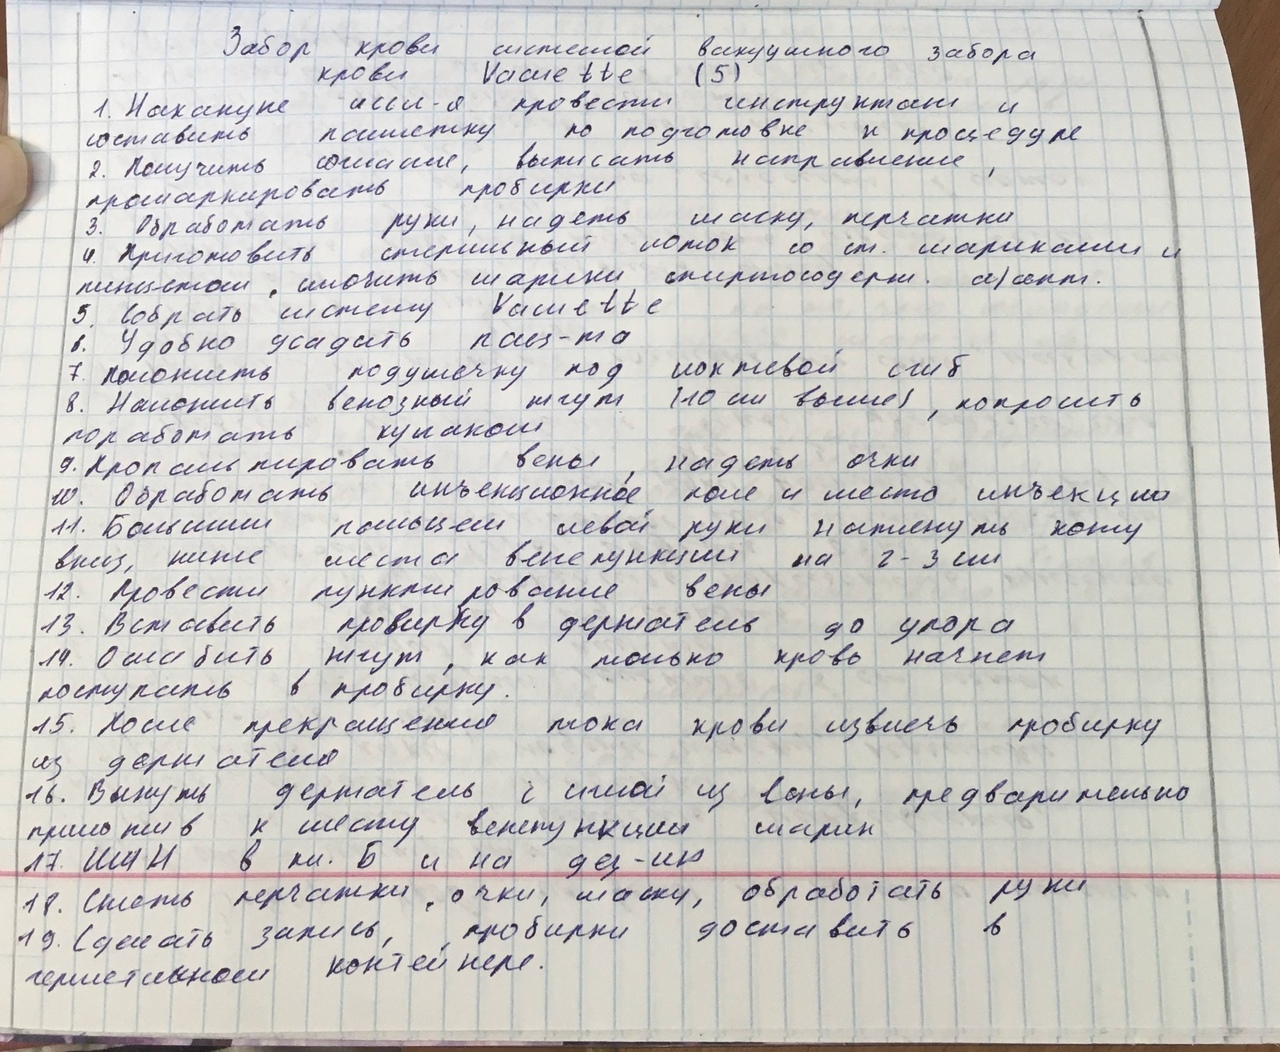 Забор крови системой вакуумного забора
крови Vacuette (5)
1. Накануне иссл-я провести инструктаж и
составить памятку по подготовке к процедуре
2. Получить согласие, выписать направление,
промаркировать пробирки
3. Обработать руки, надеть маску, перчатки
4. Приготовить стерильный лоток со ст. шариками и
пинцетом, смочить шарики спиртосодерж. а/септ.
5. Собрать систему Vacuette
6. Удобно усадить пац-та
7. Положить подушечку под локтевой сгиб
8. Наложить венозный жгут (10 см выше), попросить
поработать кулаком
9. Пропальпировать вены, надеть очки
10. Обработать инъекционное поле и место инъекции
11. Большим пальцем левой руки натянуть кожу
вниз, ниже места венепункции на 2-3 см
12. Провести пунктирование вены
13. Вставить пробирку в держатель до упора
14. Ослабить жгут, как только кровь начнет
поступать в пробирку.
15. После прекращения тока крови извлечь пробирку
из держателя
16. Вынуть держатель с иглой из вены, предварительно
приложив к месту венепункции шарик
17. ИМН в кл. Б и на дез-ию
18. Снять перчатки, очки, маску, обработать руки
19. Сделать запись, пробирки доставить в
герметичном контейнере.